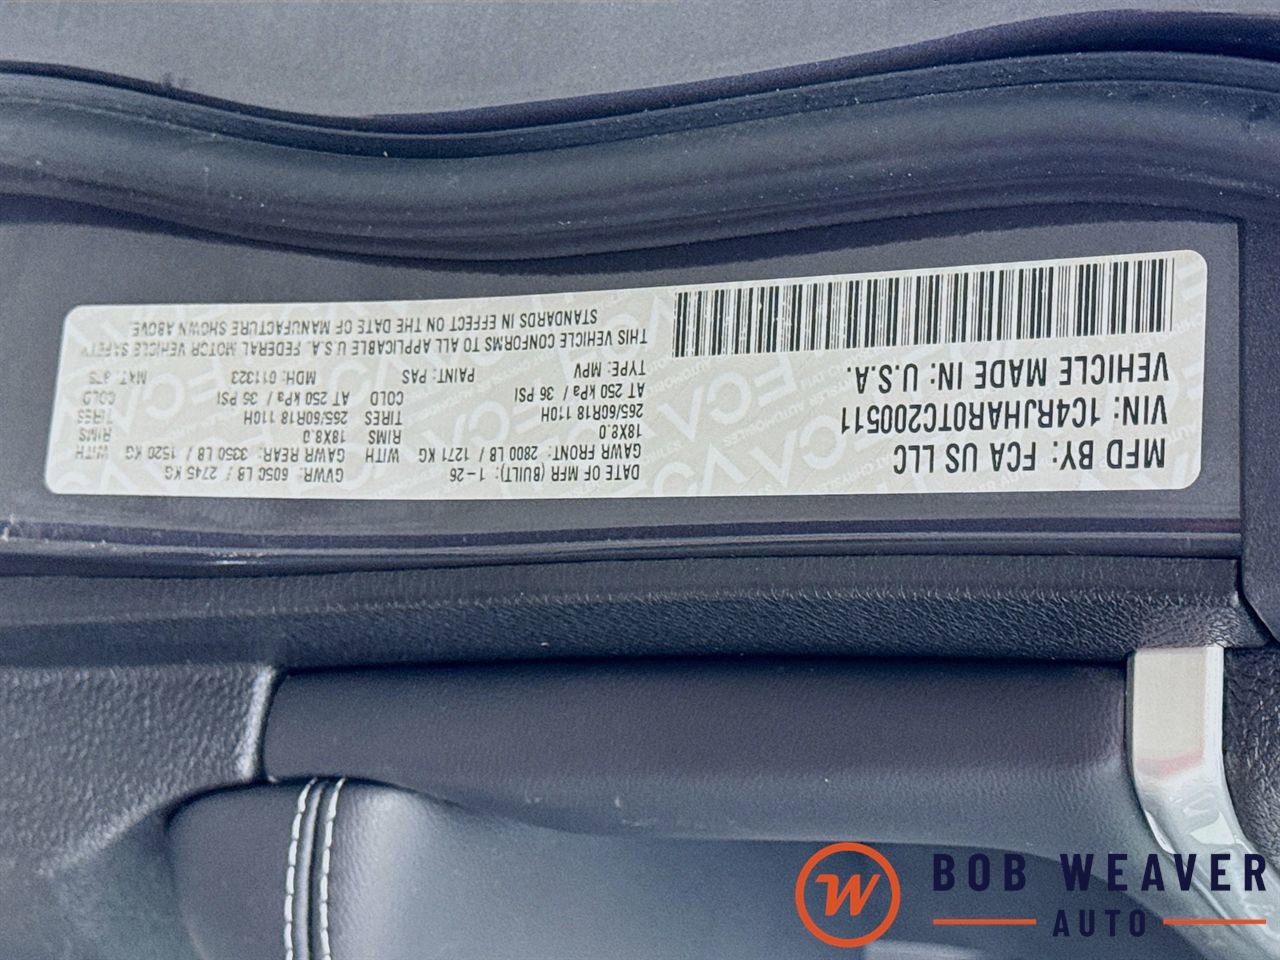 MFD BY: FCA US LLC
VIN: 1C4RJHAR0TC200511
VEHICLE MADE IN: U.S.A.
DATE OF MFR (BUILT): 1-26 GVWR: 6050 LB / 2745 KG
GAWR FRONT: 2800 LB / 1271 KG WITH GAWR REAR: 3350 LB / 1520 KG WITH
18X8.0 RIMS 18X8.0 RIMS
265/60R18 110H TIRES 265/60R18 110H TIRES
AT 250 kPa / 36 PSI COLD AT 250 kPa / 36 PSI COLD
TYPE: MPV PAINT: PAS MDH: 011323 MAT:
THIS VEHICLE CONFORMS TO ALL APPLICABLE U.S.A. FEDERAL MOTOR VEHICLE SAFETY
STANDARDS IN EFFECT ON THE DATE OF MANUFACTURE SHOWN ABOVE
BOB WEAVER
AUTO